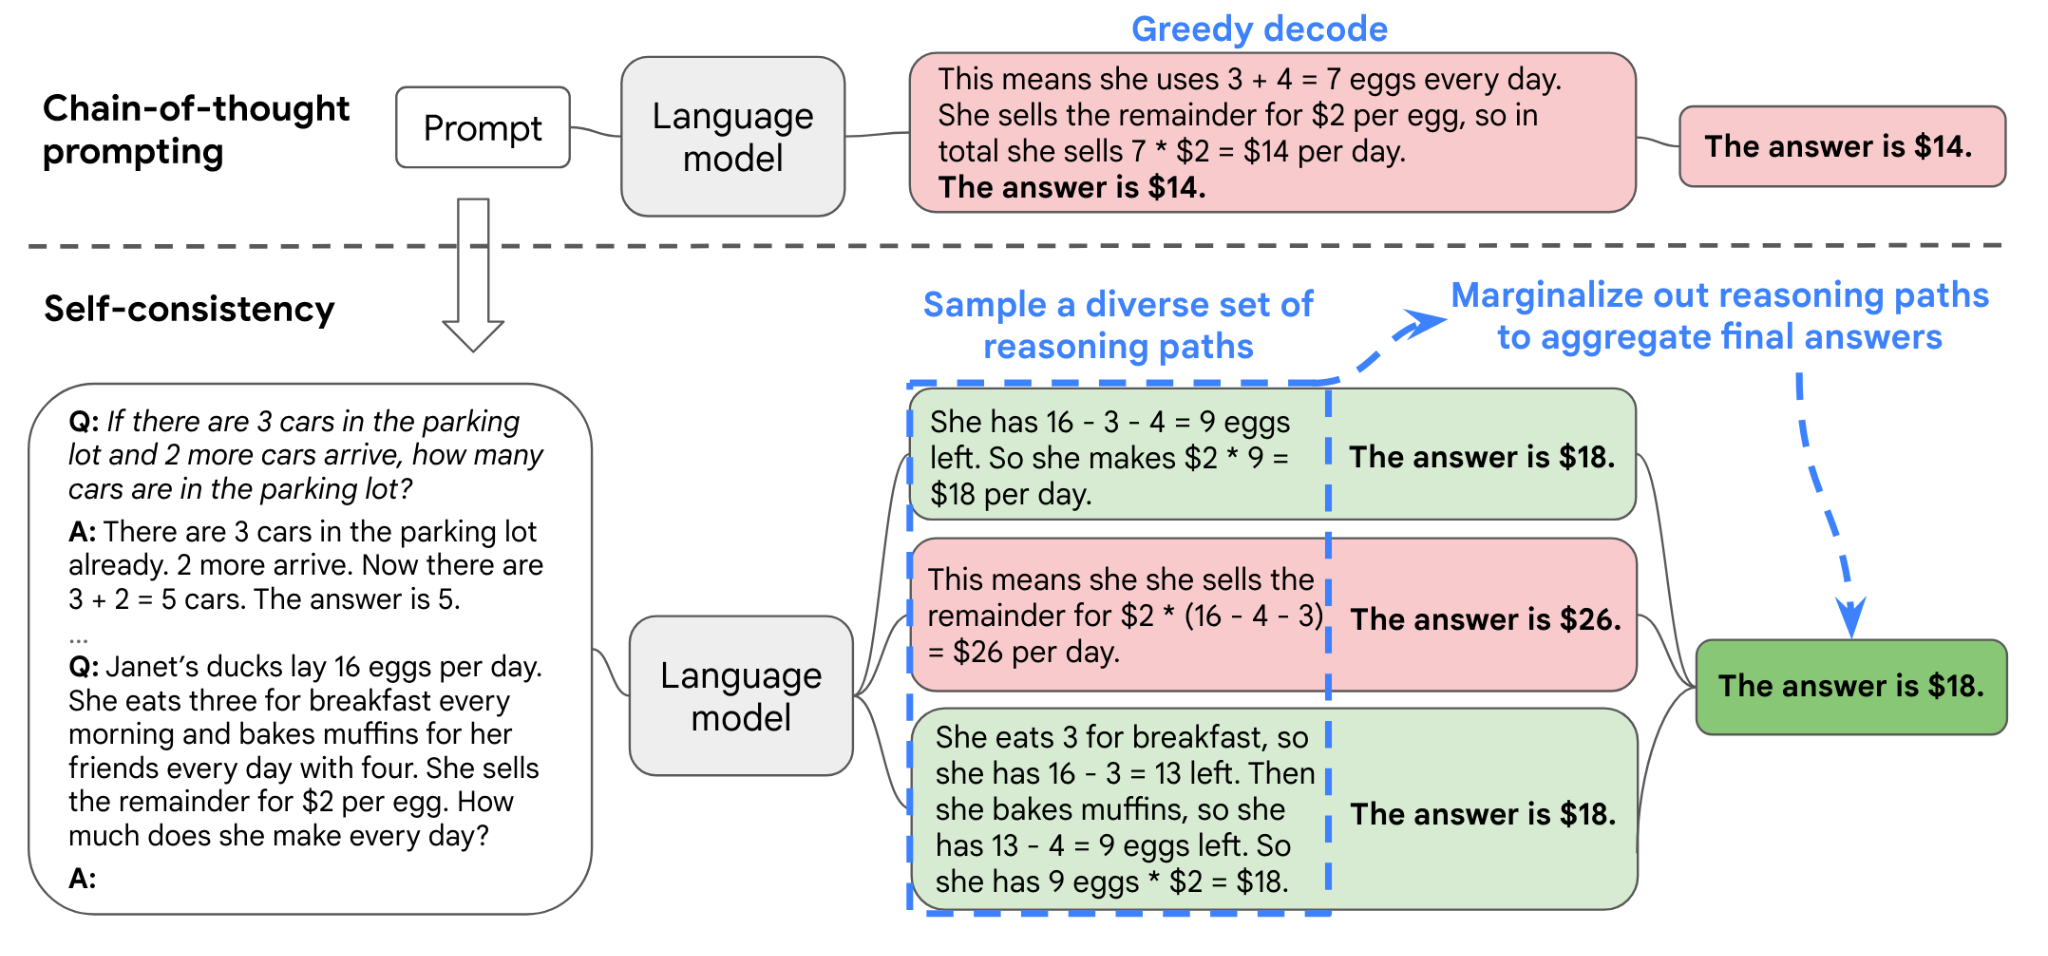 Greedy decode
Chain-of-thought
prompting
Prompt
Language
model
This means she uses 3 + 4 = 7 eggs every day.
She sells the remainder for $2 per egg, so in
total she sells 7 * $2 = $14 per day.
The answer is $14.
The answer is $14.
Self-consistency
Sample a diverse set of
reasoning paths
Marginalize out reasoning paths
to aggregate final answers
Q: If there are 3 cars in the parking
lot and 2 more cars arrive, how many
cars are in the parking lot?
A: There are 3 cars in the parking lot
already. 2 more arrive. Now there are
3 + 2 = 5 cars. The answer is 5.
...
Q: Janet’s ducks lay 16 eggs per day.
She eats three for breakfast every
morning and bakes muffins for her
friends every day with four. She sells
the remainder for $2 per egg. How
much does she make every day?
A:
Language
model
She has 16 - 3 - 4 = 9 eggs
left. So she makes $2 * 9 =
$18 per day.
The answer is $18.
This means she she sells the
remainder for $2 * (16 - 4 - 3)
= $26 per day.
The answer is $26.
She eats 3 for breakfast, so
she has 16 - 3 = 13 left. Then
she bakes muffins, so she
has 13 - 4 = 9 eggs left. So
she has 9 eggs * $2 = $18.
The answer is $18.
The answer is $18.